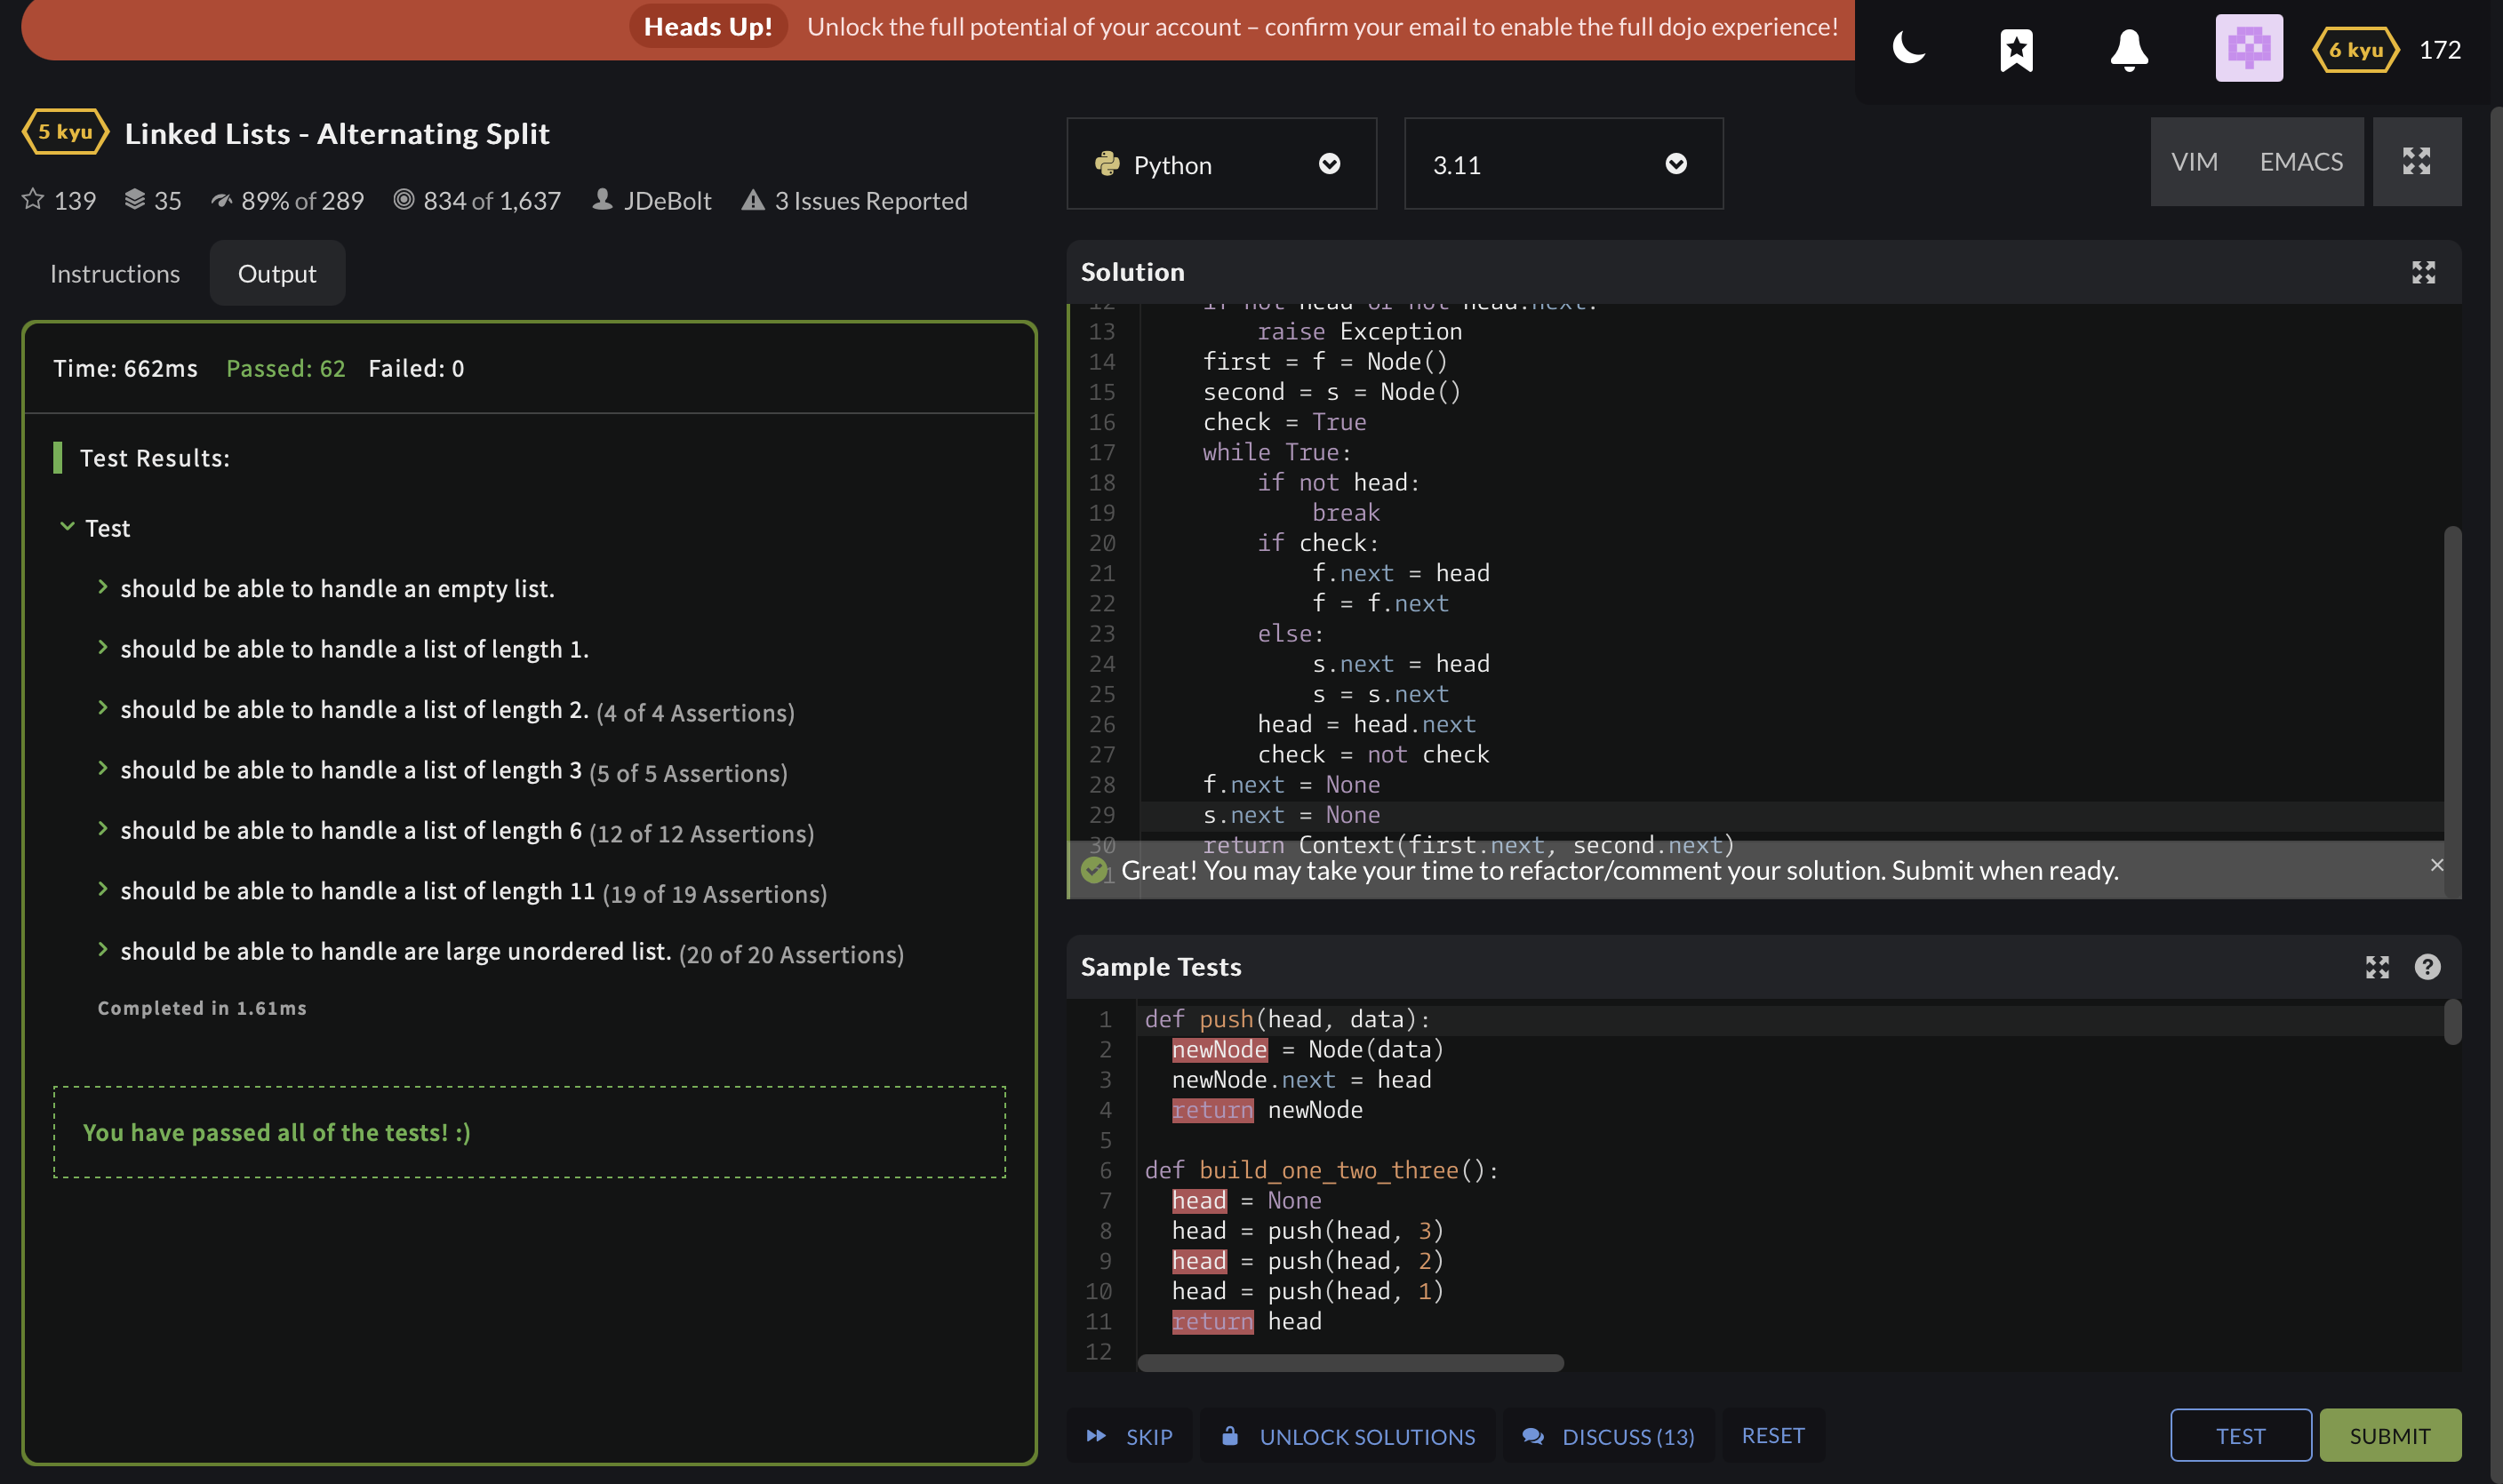 Heads Up! Unlock the full potential of your account – confirm your email to enable the full dojo experience!
6 kyu 172
5 kyu Linked Lists - Alternating Split
139 35 89% of 289 834 of 1,637 JDeBolt 3 Issues Reported
Python 3.11 VIM EMACS
Instructions Output
Time: 662ms Passed: 62 Failed: 0
Test Results:
Test
should be able to handle an empty list.
should be able to handle a list of length 1.
should be able to handle a list of length 2. (4 of 4 Assertions)
should be able to handle a list of length 3 (5 of 5 Assertions)
should be able to handle a list of length 6 (12 of 12 Assertions)
should be able to handle a list of length 11 (19 of 19 Assertions)
should be able to handle are large unordered list. (20 of 20 Assertions)
Completed in 1.61ms
You have passed all of the tests! :)
Solution
12     if not head or not head.next:
13         raise Exception
14     first = f = Node()
15     second = s = Node()
16     check = True
17     while True:
18         if not head:
19             break
20         if check:
21             f.next = head
22             f = f.next
23         else:
24             s.next = head
25             s = s.next
26         head = head.next
27         check = not check
28     f.next = None
29     s.next = None
30     return Context(first.next, second.next)
Great! You may take your time to refactor/comment your solution. Submit when ready.
Sample Tests
1 def push(head, data):
2   newNode = Node(data)
3   newNode.next = head
4   return newNode
5
6 def build_one_two_three():
7   head = None
8   head = push(head, 3)
9   head = push(head, 2)
10   head = push(head, 1)
11   return head
12
SKIP UNLOCK SOLUTIONS DISCUSS (13) RESET TEST SUBMIT